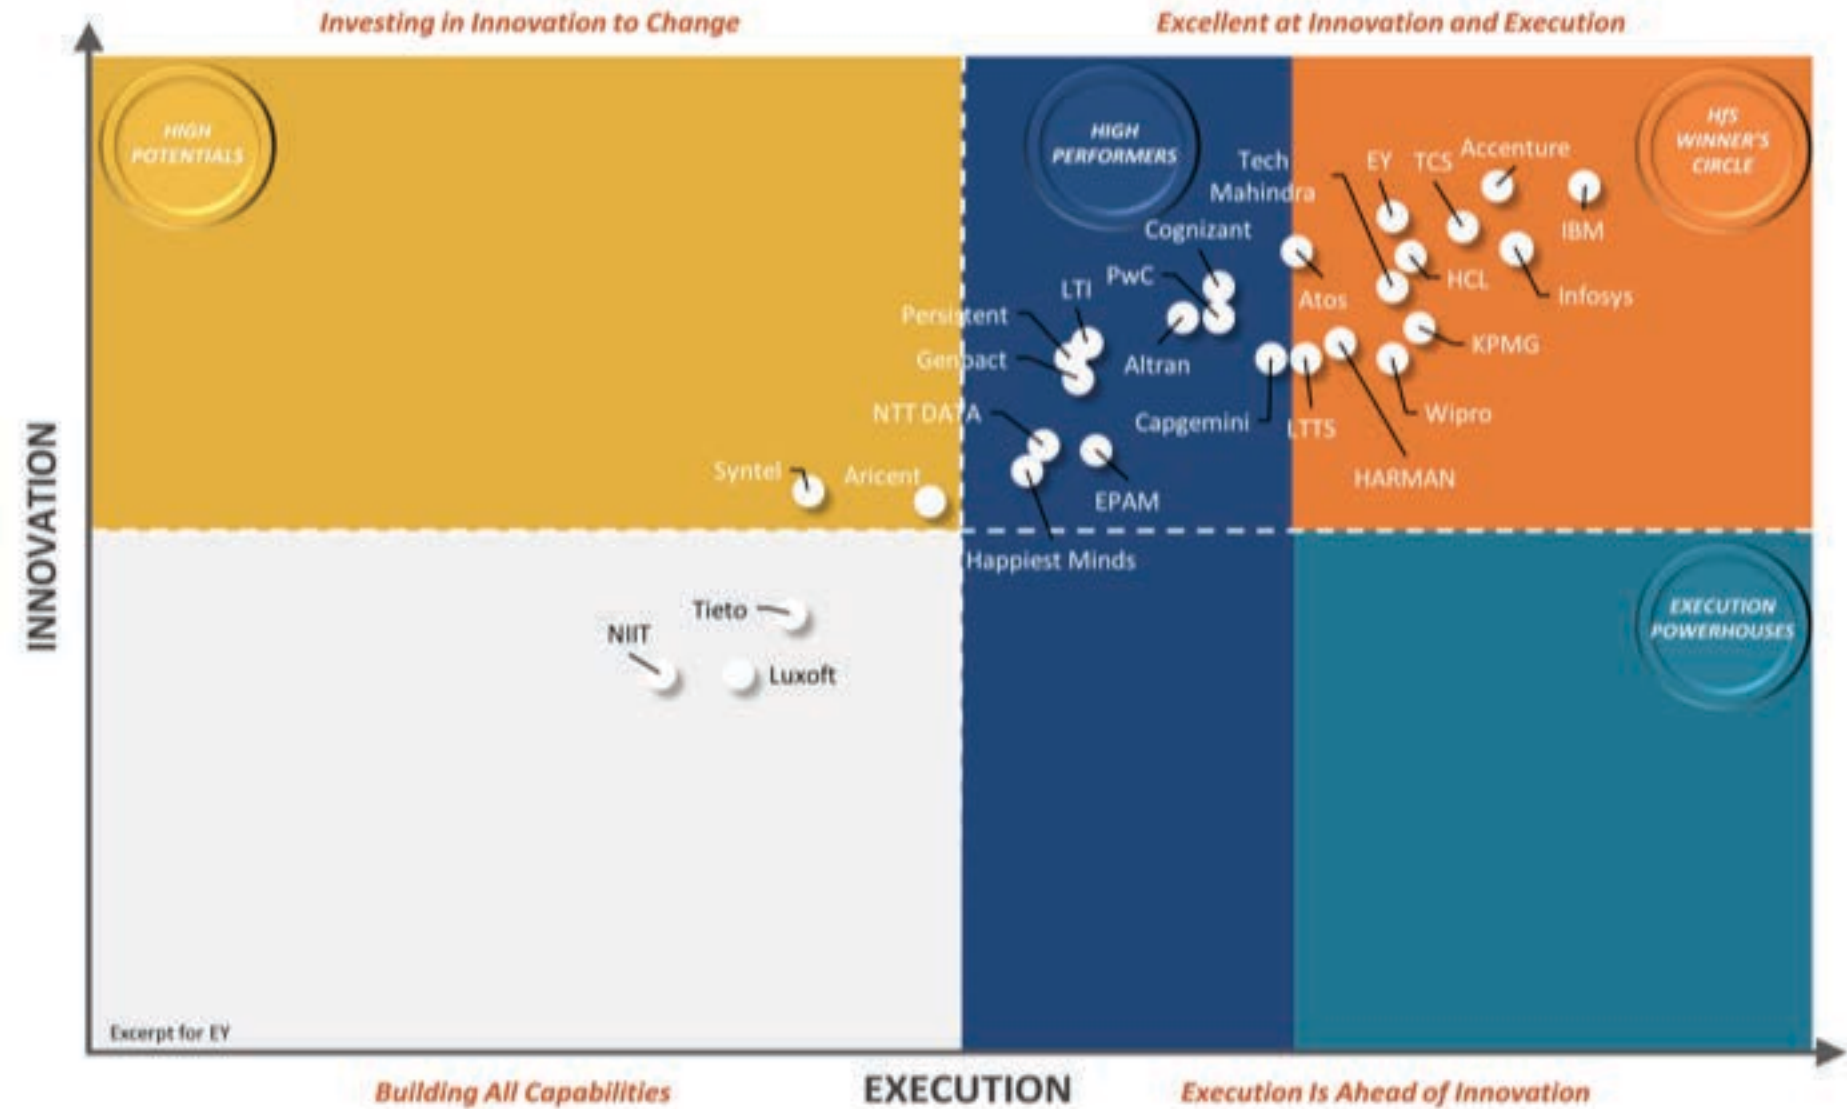 Investing in Innovation to Change
Excellent at Innovation and Execution
HIGH
POTENTIALS
HIGH
PERFORMERS
HfS
WINNER'S
CIRCLE
Tech
Mahindra
EY
TCS
Accenture
IBM
Cognizant
PwC
LTI
Atos
HCL
Infosys
Persistent
Genpact
Altran
KPMG
NTT DATA
Capgemini
LTTS
Wipro
Syntel
Aricent
EPAM
HARMAN
Happiest Minds
INNOVATION
Tieto
NIIT
Luxoft
EXECUTION
POWERHOUSES
Excerpt for EY
Building All Capabilities
EXECUTION
Execution Is Ahead of Innovation